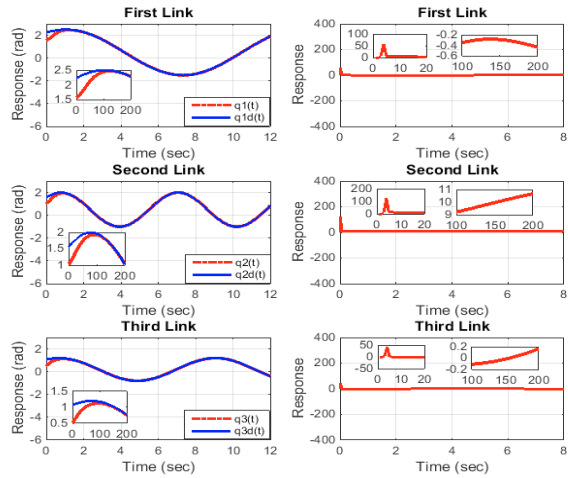 First Link
Response (rad)
2
0
-2
-4
-6
2.5
2
1.5
0 100 200
q1(t)
q1d(t)
0 2 4 6 8 10 12
Time (sec)
First Link
Response
400
200
0
-200
-400
100
50
0
0 10 20
-0.2
-0.4
-0.6
100 150 200
0 2 4 6 8
Time (sec)
Second Link
Response (rad)
2
0
-2
-4
-6
2
1.5
1
0 100 200
q2(t)
q2d(t)
0 2 4 6 8 10 12
Time (sec)
Second Link
Response
400
200
0
-200
-400
200
100
0
0 10 20
11
10
9
100 150 200
0 2 4 6 8
Time (sec)
Third Link
Response (rad)
2
0
-2
-4
-6
1.5
1
0.5
0 100 200
q3(t)
q3d(t)
0 2 4 6 8 10 12
Time (sec)
Third Link
Response
400
200
0
-200
-400
50
0
-50
0 10 20
0.2
0
-0.2
100 150 200
0 2 4 6 8
Time (sec)